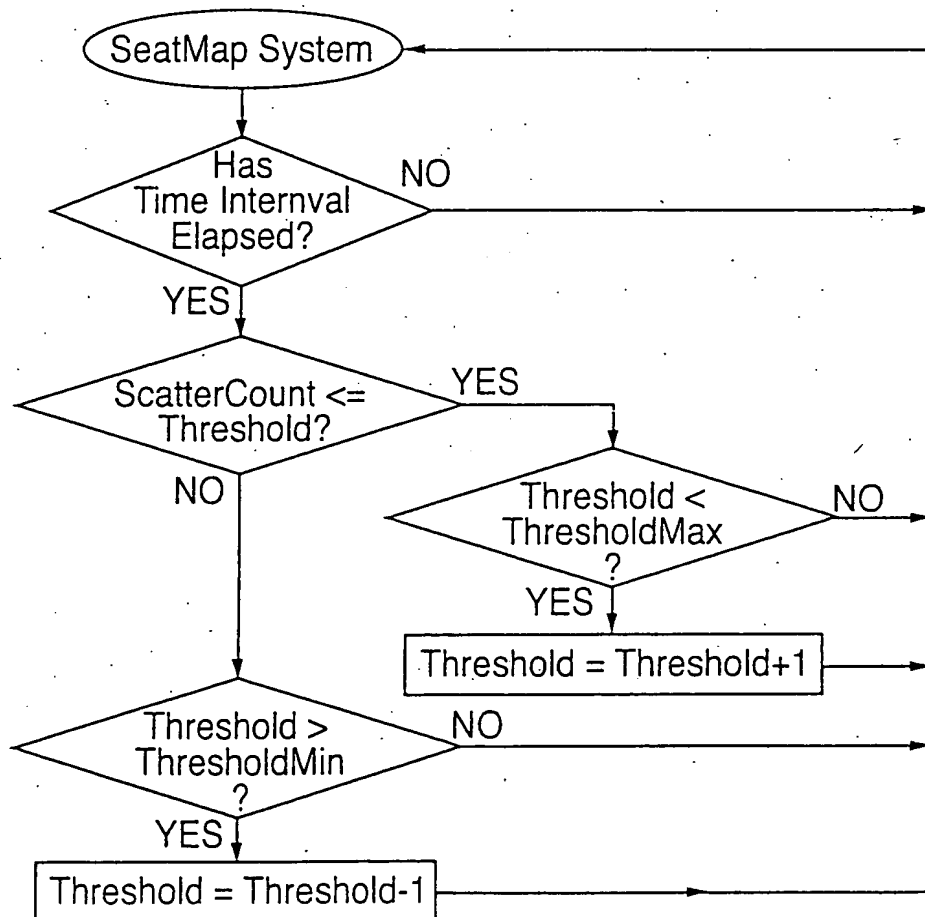 SeatMap System
Has
Time Internval
Elapsed?
NO
YES
ScatterCount <=
Threshold?
YES
NO
Threshold <
ThresholdMax
?
NO
YES
Threshold = Threshold+1
Threshold >
ThresholdMin
?
NO
YES
Threshold = Threshold-1